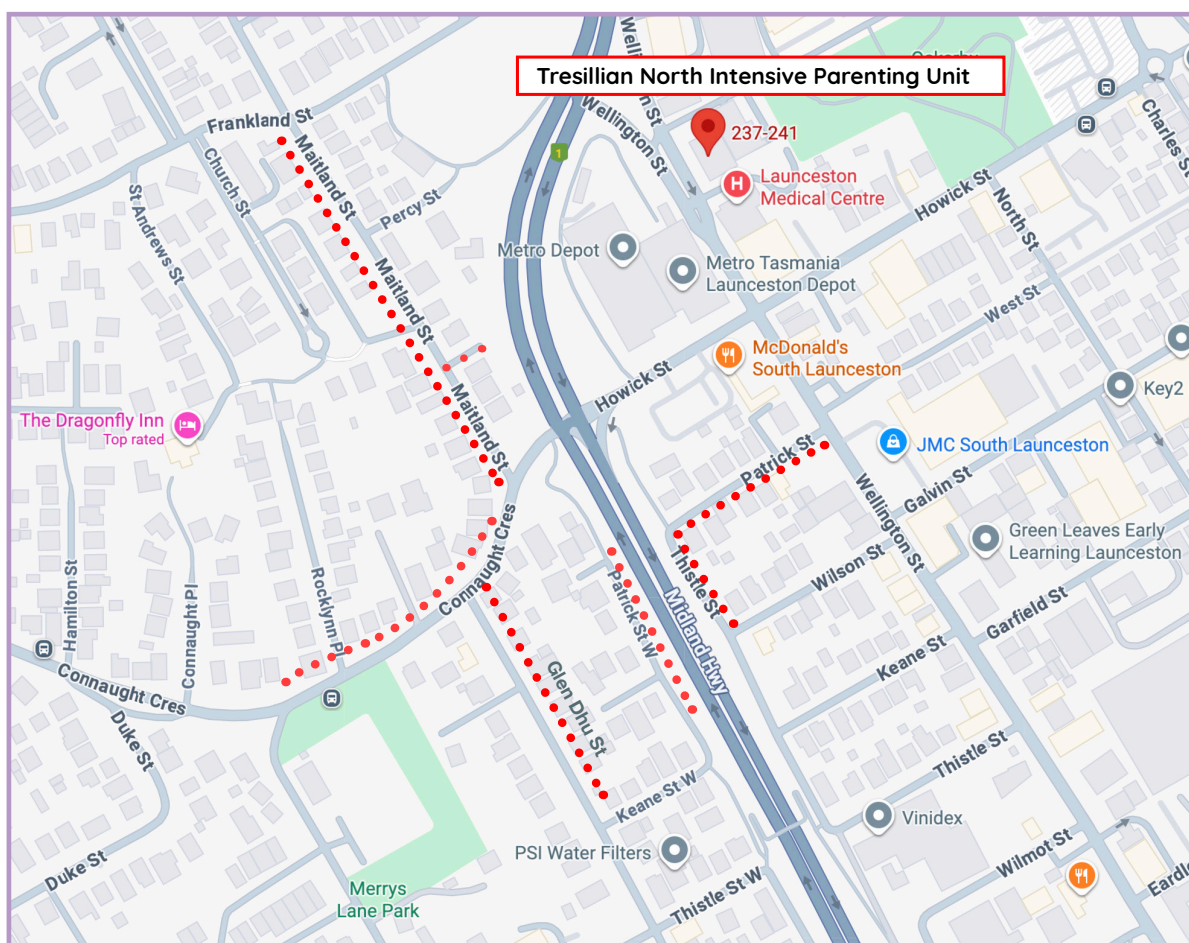 Tresillian North Intensive Parenting Unit
Wellington St
237-241
Launceston
Medical Centre
Frankland St
Maitland St
Church St
St Andrews St
Percy St
1
Charles St
Howick St
North St
Metro Depot
Metro Tasmania
Launceston Depot
West St
Maitland St
McDonald's
South Launceston
Howick St
Key2
Maitland St
The Dragonfly Inn
Top rated
JMC South Launceston
Patrick St
Galvin St
Wellington St
Green Leaves Early
Learning Launceston
Connaught Cres
Thistle St
Wilson St
Hamilton St
Connaught Pl
Rocklynn Pl
Patrick St W
Midland Hwy
Garfield St
Keane St
Connaught Cres
Glen Dhu St
Duke St
Thistle St
Keane St W
Vinidex
PSI Water Filters
Wilmot St
Duke St
Merrys
Lane Park
Thistle St W